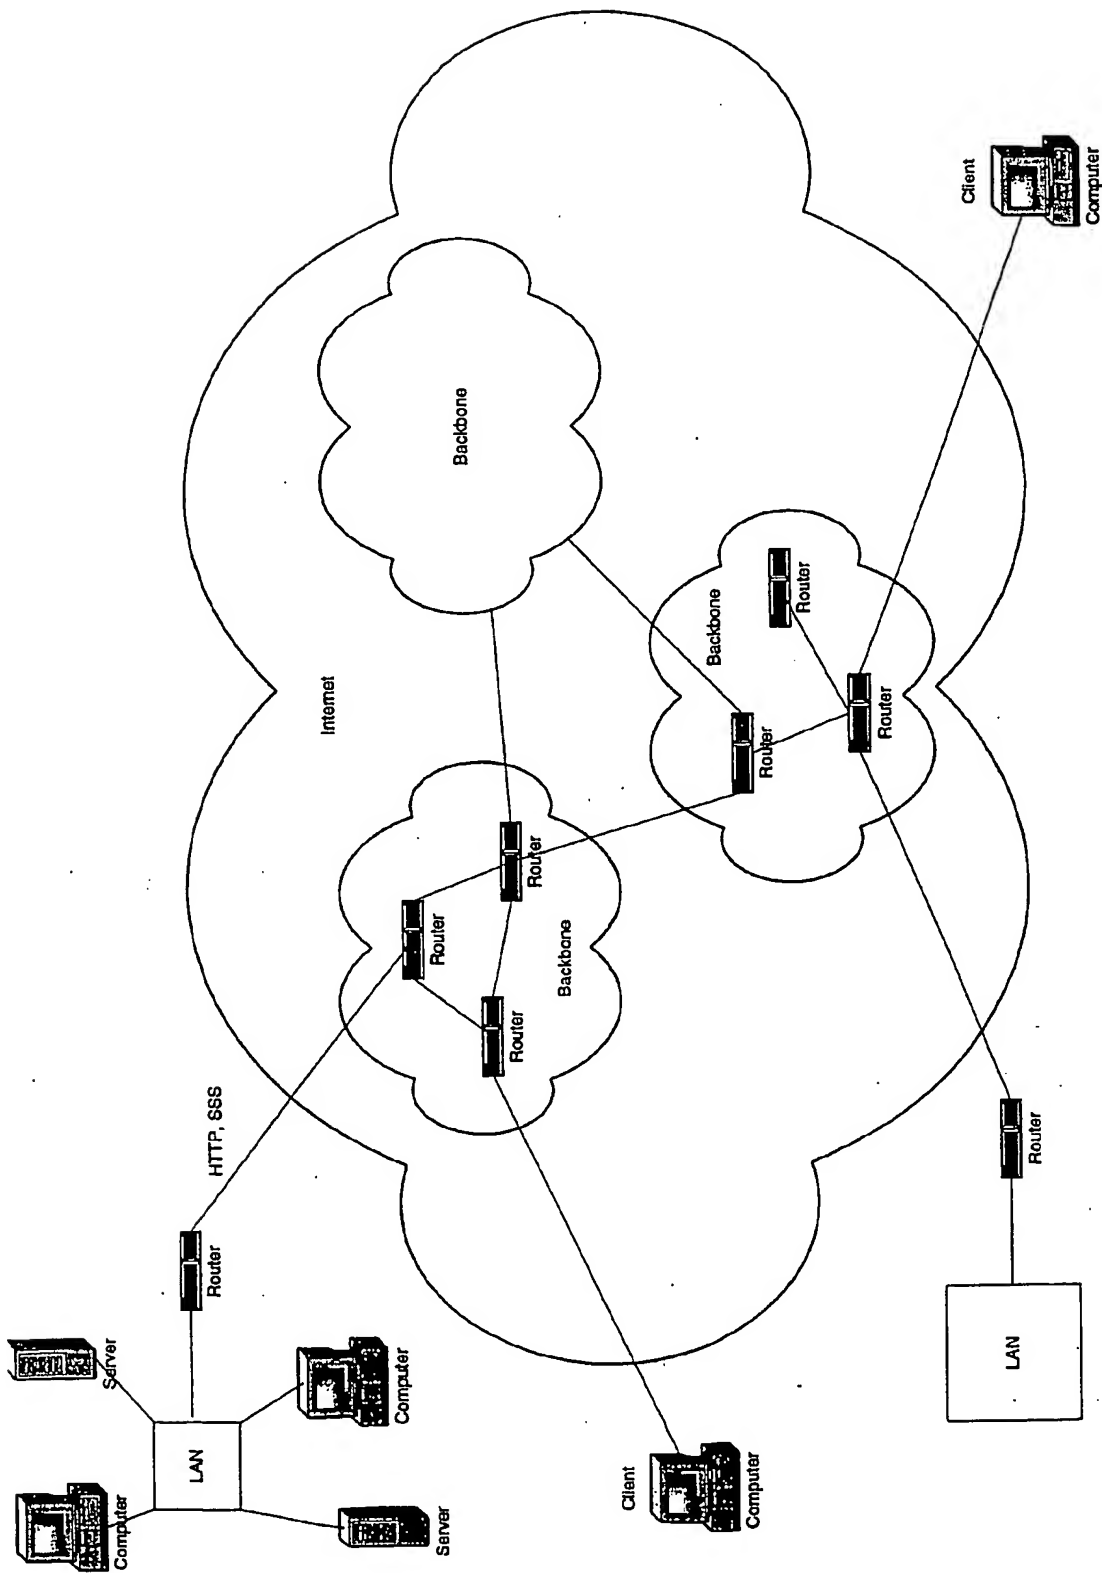 Server
Computer
LAN
Computer
Server
Router
HTTP, SSS
Internet
Router
Router
Router
Backbone
Backbone
Backbone
Router
Router
Router
Client
Computer
Client
Computer
Router
LAN